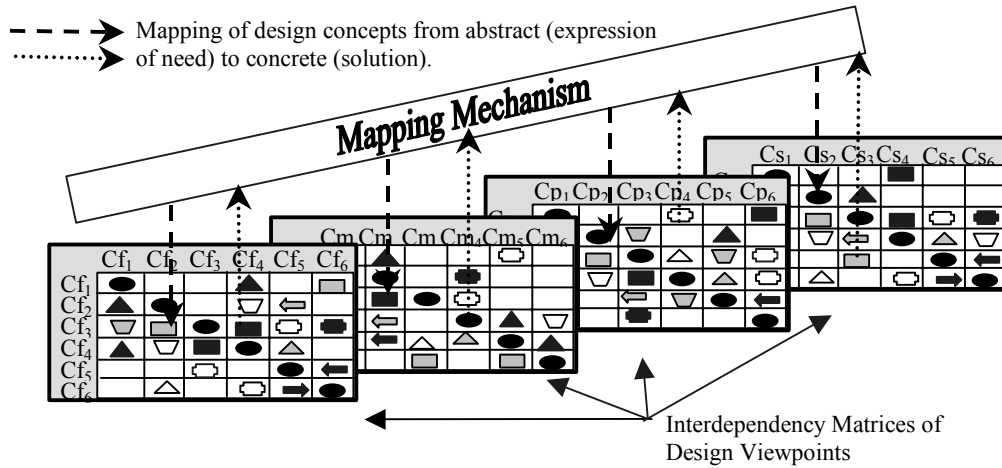 Mapping of design concepts from abstract (expression
of need) to concrete (solution).
Mapping Mechanism
Cs1 Cs2 Cs3 Cs4 Cs5 Cs6
Cp1 Cp2 Cp3 Cp4 Cp5 Cp6
Cm Cm Cm4 Cm5 Cm6
Cf1 Cf2 Cf3 Cf4 Cf5 Cf6
Cf1
Cf2
Cf3
Cf4
Cf5
Cf6
Interdependency Matrices of
Design Viewpoints